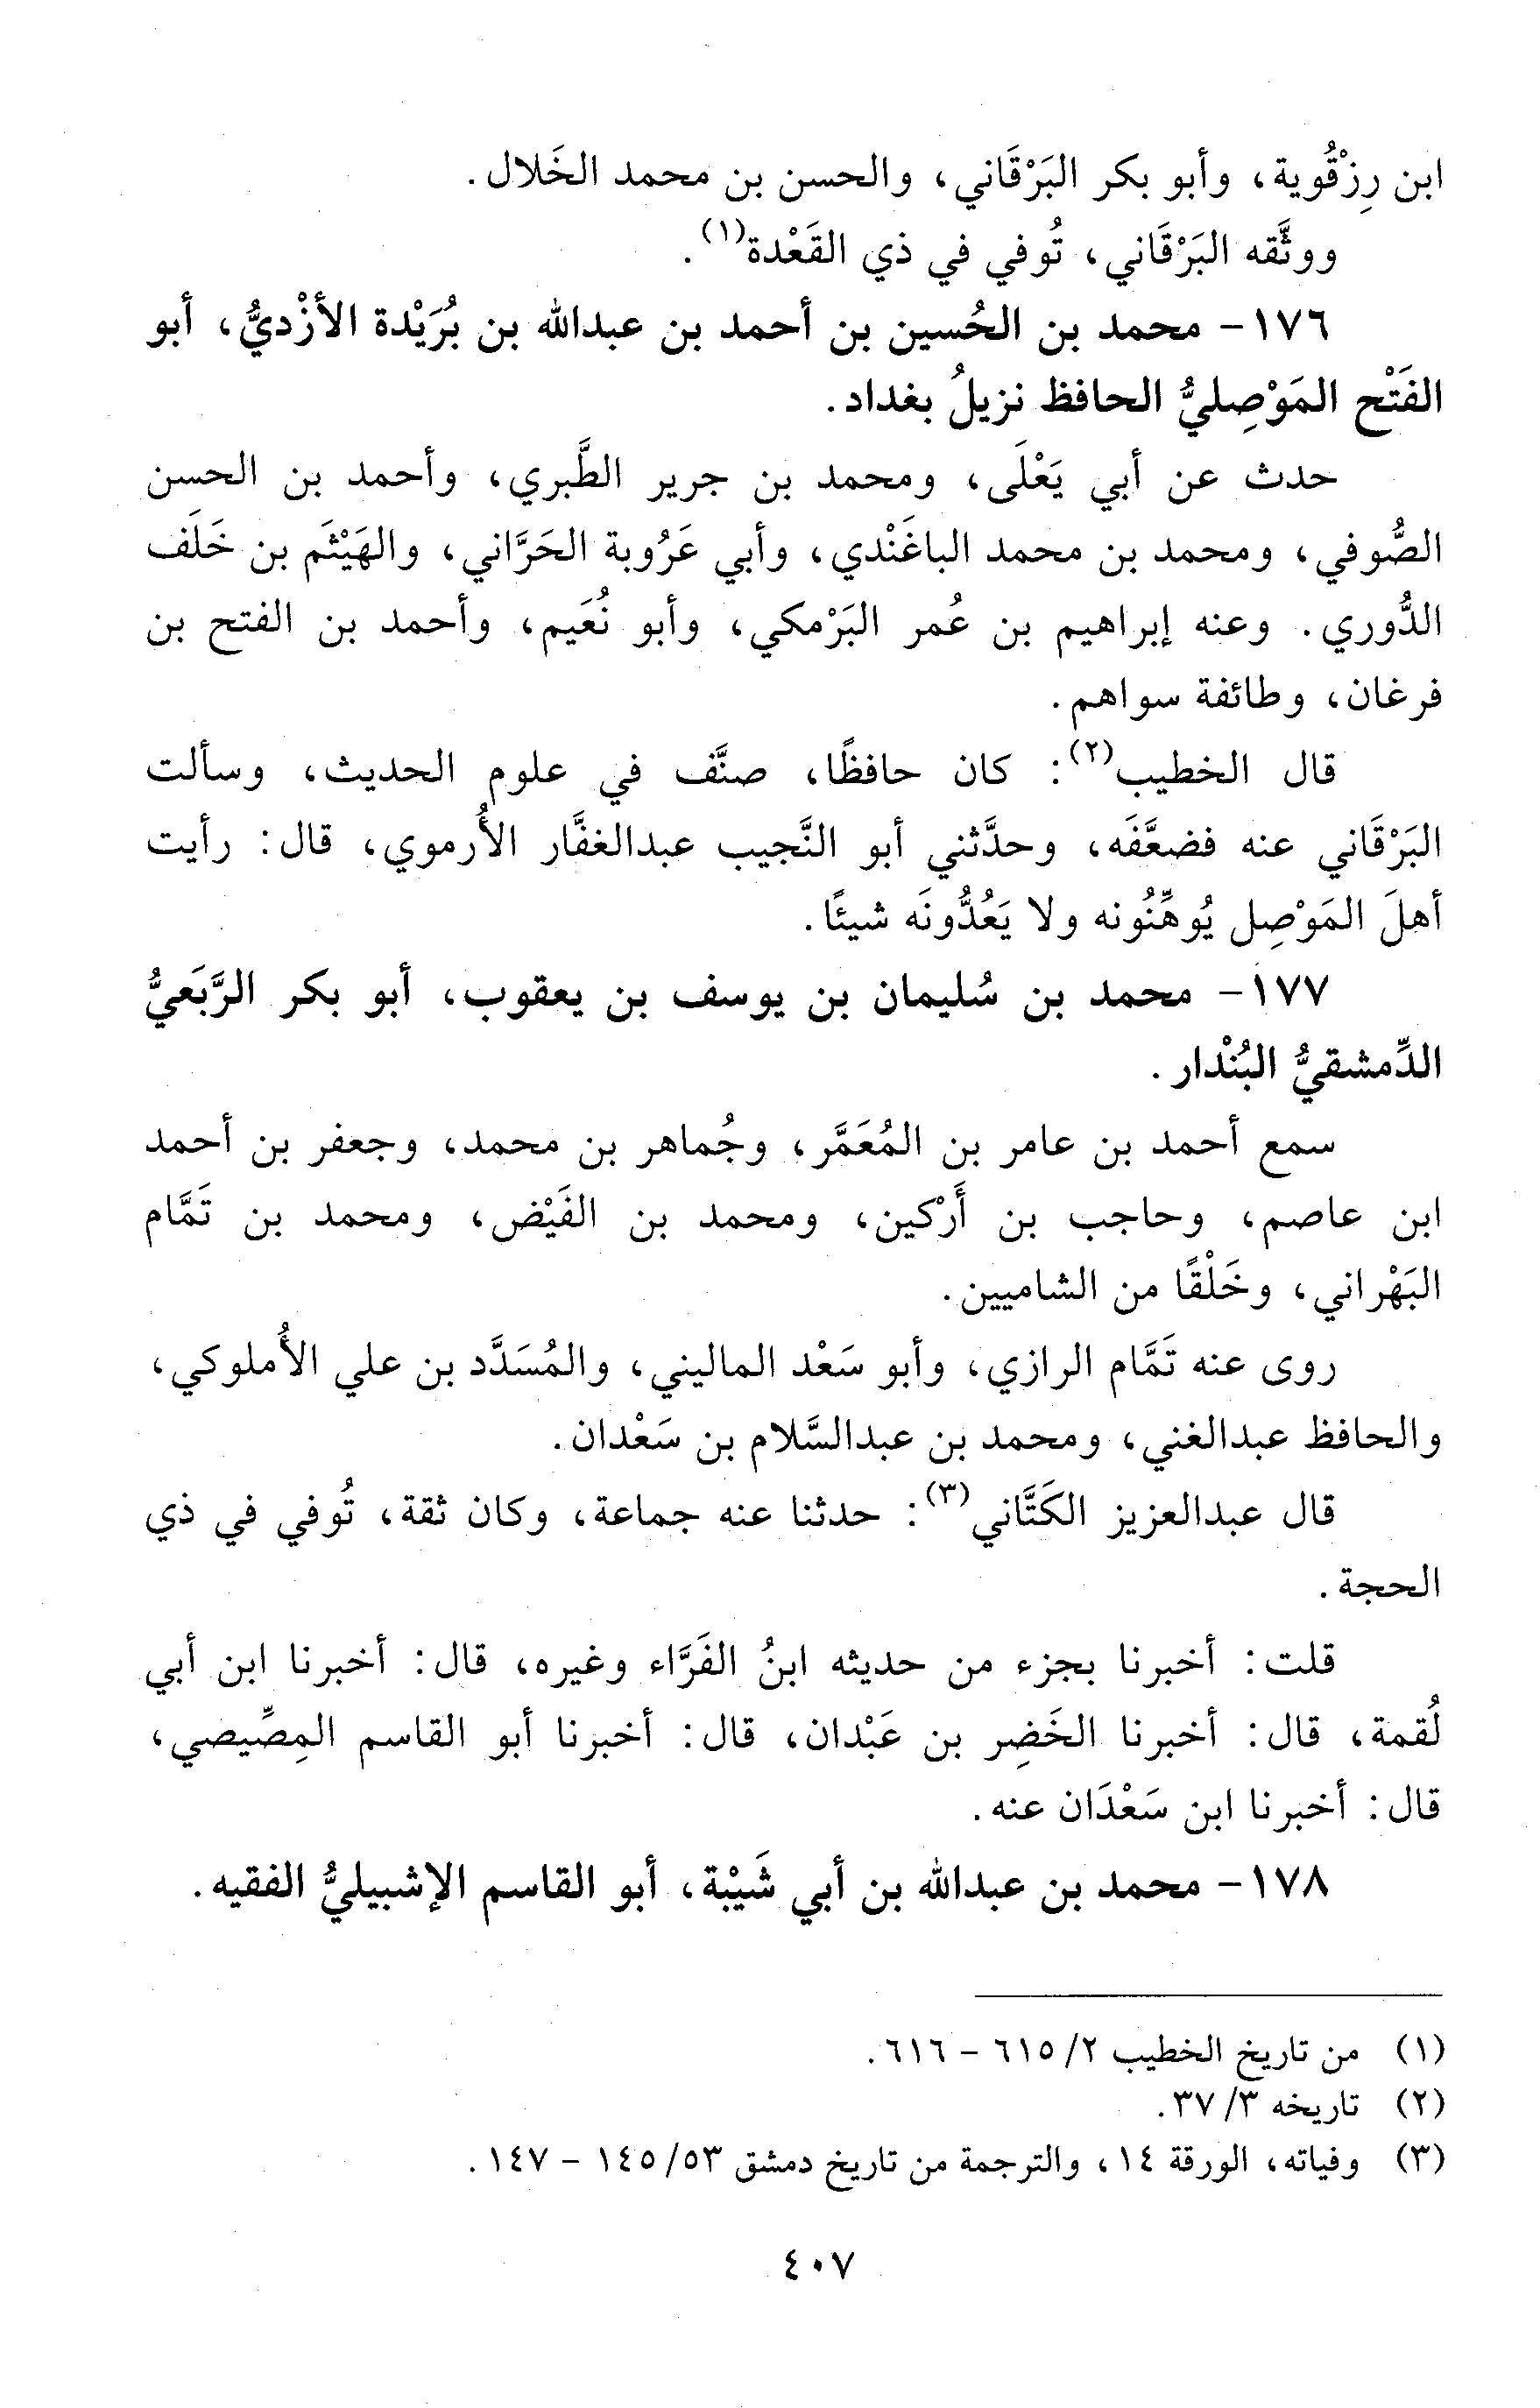 ابن رِزْقُوية، وأبو بكر البَرْقَاني، والحسن بن محمد الخَلال.
ووثَّقه البَرْقَاني، تُوفي في ذي القَعْدة(١).
١٧٦- محمد بن الحُسين بن أحمد بن عبدالله بن بُرَيْدة الأزْديُّ، أبو
الفَتْح المَوْصِليُّ الحافظ نزيلُ بغداد.
حدث عن أبي يَعْلَى، ومحمد بن جرير الطَّبري، وأحمد بن الحسن
الصُّوفي، ومحمد بن محمد الباغَنْدي، وأبي عَرُوبة الحَرَّاني، والهَيْثَم بن خَلَف
الدُّوري. وعنه إبراهيم بن عُمر البَرْمكي، وأبو نُعَيم، وأحمد بن الفتح بن
فرغان، وطائفة سواهم.
قال الخطيب(٢): كان حافظًا، صنَّف في علوم الحديث، وسألت
البَرْقَاني عنه فضعَّفَه، وحدَّثني أبو النَّجيب عبدالغفَّار الأُرموي، قال: رأيت
أهلَ المَوْصِل يُوهِّنُونه ولا يَعُدُّونَه شيئًا.
١٧٧- محمد بن سُليمان بن يوسف بن يعقوب، أبو بكر الرَّبَعيُّ
الدِّمشقيُّ البُنْدار.
سمع أحمد بن عامر بن المُعَمَّر، وجُماهر بن محمد، وجعفر بن أحمد
ابن عاصم، وحاجب بن أَرْكين، ومحمد بن الفَيْض، ومحمد بن تَمَّام
البَهْراني، وخَلْقًا من الشاميين.
روى عنه تَمَّام الرازي، وأبو سَعْد الماليني، والمُسَدَّد بن علي الأُملوكي،
والحافظ عبدالغني، ومحمد بن عبدالسَّلام بن سَعْدان.
قال عبدالعزيز الكَتَّاني(٣): حدثنا عنه جماعة، وكان ثقة، تُوفي في ذي
الحجة.
قلت: أخبرنا بجزء من حديثه ابنُ الفَرَّاء وغيره، قال: أخبرنا ابن أبي
لُقمة، قال: أخبرنا الخَضِر بن عَبْدان، قال: أخبرنا أبو القاسم المِصِّيصي،
قال: أخبرنا ابن سَعْدَان عنه.
١٧٨- محمد بن عبدالله بن أبي شَيْبة، أبو القاسم الإشبيليُّ الفقيه.
(١) من تاريخ الخطيب ٢/ ٦١٥ - ٦١٦.
(٢) تاريخه ٣/ ٣٧.
(٣) وفياته، الورقة ١٤، والترجمة من تاريخ دمشق ٥٣/ ١٤٥ - ١٤٧.
٤٠٧